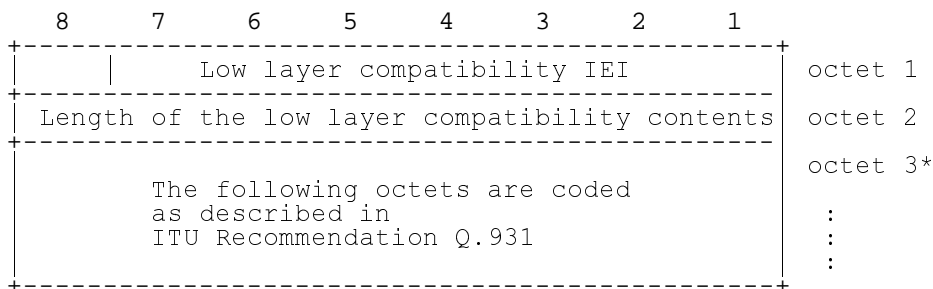 8 7 6 5 4 3 2 1
Low layer compatibility IEI octet 1
Length of the low layer compatibility contents octet 2
octet 3*
The following octets are coded
as described in :
ITU Recommendation Q.931 :
: